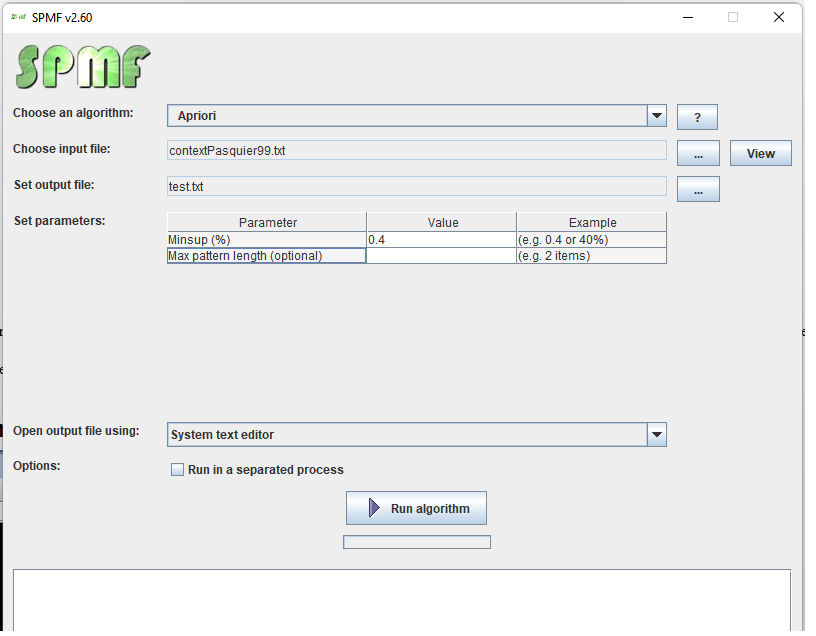 SPMF v2.60
SPMF
Choose an algorithm: Apriori ?
Choose input file: contextPasquier99.txt ... View
Set output file: test.txt ...
Set parameters: Parameter Value Example
Minsup (%) 0.4 (e.g. 0.4 or 40%)
Max pattern length (optional) (e.g. 2 items)
Open output file using: System text editor
Options: Run in a separated process
Run algorithm